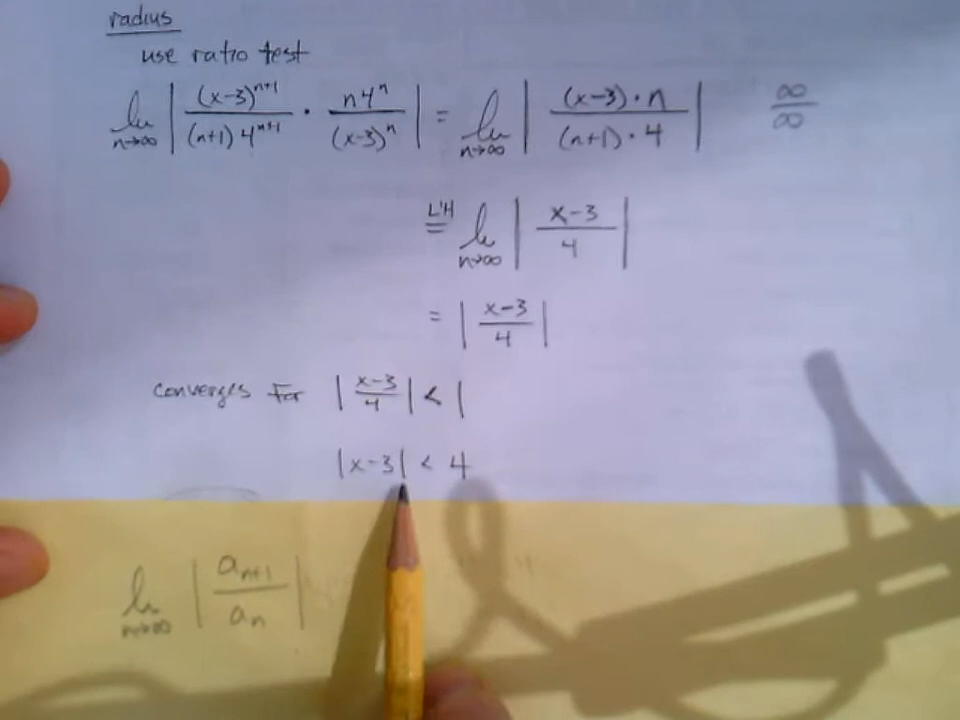 radius
use ratio test
lim n→∞ | (x-3)^{n+1} / (n+1) 4^{n+1} · n4^n / (x-3)^n | = lim n→∞ | (x-3)·n / (n+1)·4 | ∞/∞
L'H = lim n→∞ | x-3 / 4 |
= | x-3 / 4 |
converges for | x-3 / 4 | < 1
|x-3| < 4
lim n→∞ | a_{n+1} / a_n |